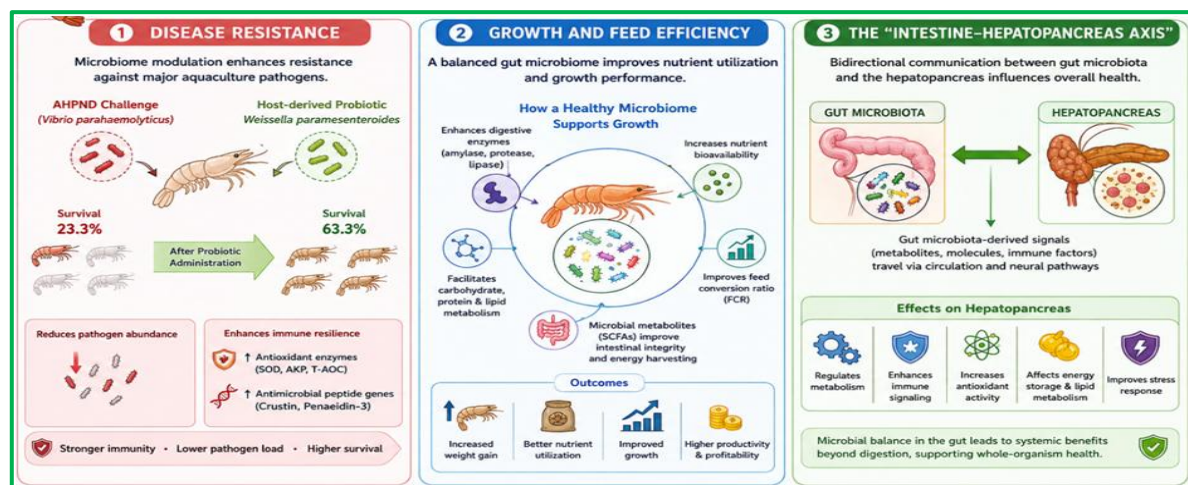 1 DISEASE RESISTANCE
Microbiome modulation enhances resistance
against major aquaculture pathogens.
AHPND Challenge
(Vibrio parahaemolyticus)
Host-derived Probiotic
Weissella paramesenteroides
Survival
23.3%
After Probiotic
Administration
Survival
63.3%
Reduces pathogen abundance
Enhances immune resilience
↑ Antioxidant enzymes
(SOD, AKP, T-AOC)
↑ Antimicrobial peptide genes
(Crustin, Penaeidin-3)
Stronger immunity • Lower pathogen load • Higher survival
2 GROWTH AND FEED EFFICIENCY
A balanced gut microbiome improves nutrient utilization
and growth performance.
How a Healthy Microbiome
Supports Growth
Enhances digestive
enzymes
(amylase, protease,
lipase)
Increases nutrient
bioavailability
Facilitates
carbohydrate,
protein & lipid
metabolism
Improves feed
conversion ratio
(FCR)
Microbial metabolites
(SCFAs) improve
intestinal integrity
and energy harvesting
Outcomes
Increased
weight gain
Better nutrient
utilization
Improved
growth
Higher productivity
& profitability
3 THE “INTESTINE–HEPATOPANCREAS AXIS”
Bidirectional communication between gut microbiota
and the hepatopancreas influences overall health.
GUT MICROBIOTA
HEPATOPANCREAS
Gut microbiota-derived signals
(metabolites, molecules, immune factors)
travel via circulation and neural pathways
Effects on Hepatopancreas
Regulates
metabolism
Enhances
immune
signaling
Increases
antioxidant
activity
Affects energy
storage & lipid
metabolism
Improves stress
response
Microbial balance in the gut leads to systemic benefits
beyond digestion, supporting whole-organism health.